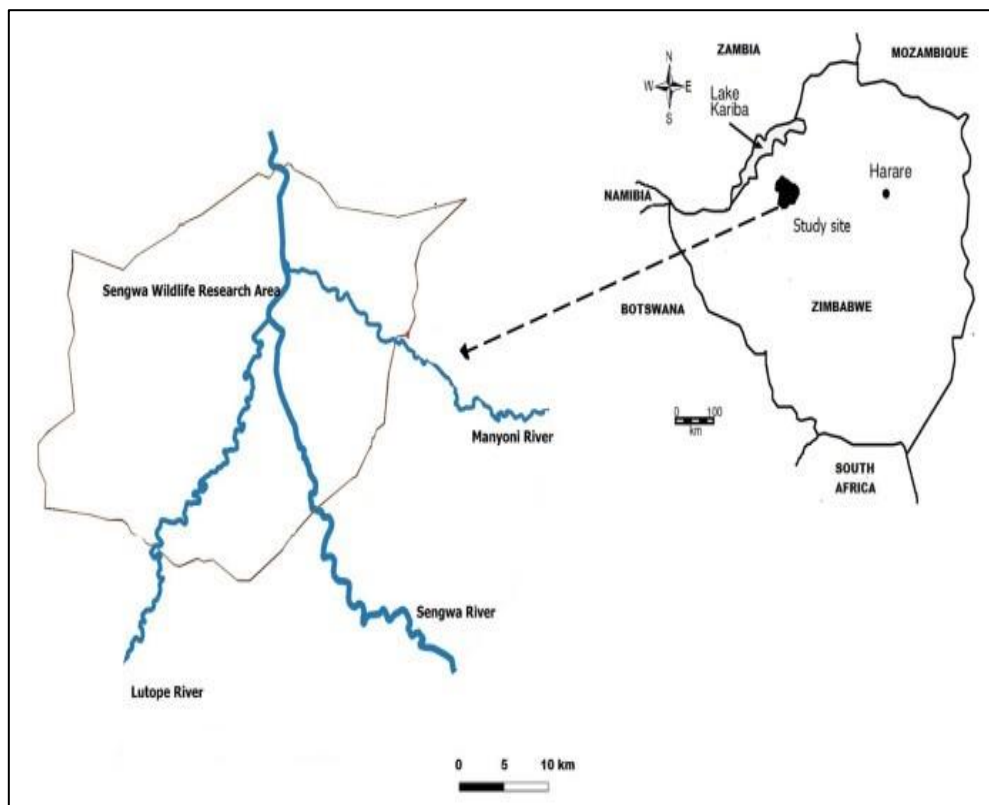 ZAMBIA
MOZAMBIQUE
N
W E
S
Lake
Kariba
Harare
NAMIBIA
Study site
Sengwa Wildlife Research Area
BOTSWANA
ZIMBABWE
0 100
km
Manyoni River
SOUTH
AFRICA
Sengwa River
Lutope River
0 5 10 km